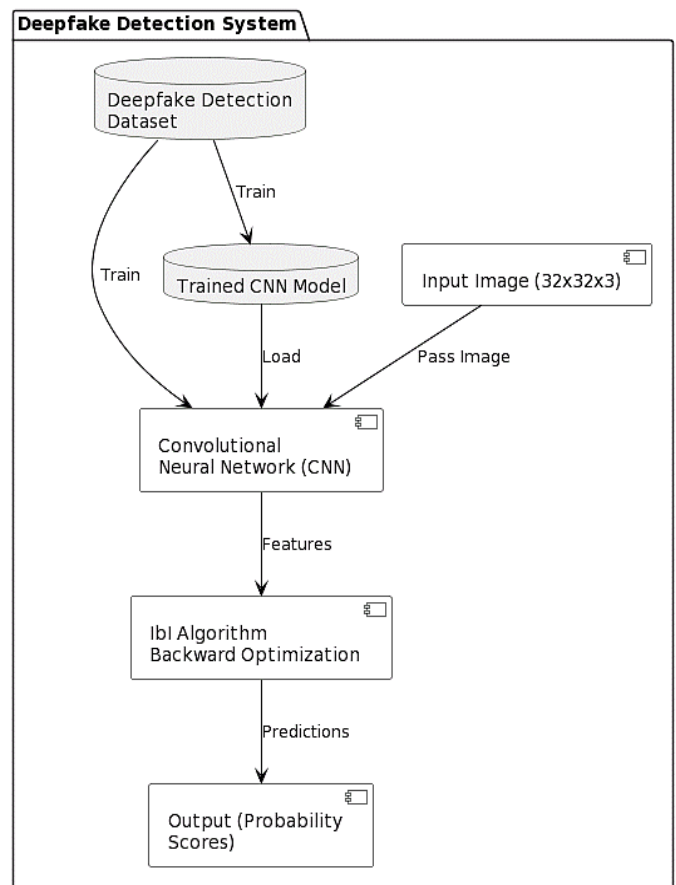 Deepfake Detection System
Deepfake Detection
Dataset
Train
Train
Trained CNN Model
Input Image (32x32x3)
Load
Pass Image
Convolutional
Neural Network (CNN)
Features
IbI Algorithm
Backward Optimization
Predictions
Output (Probability
Scores)